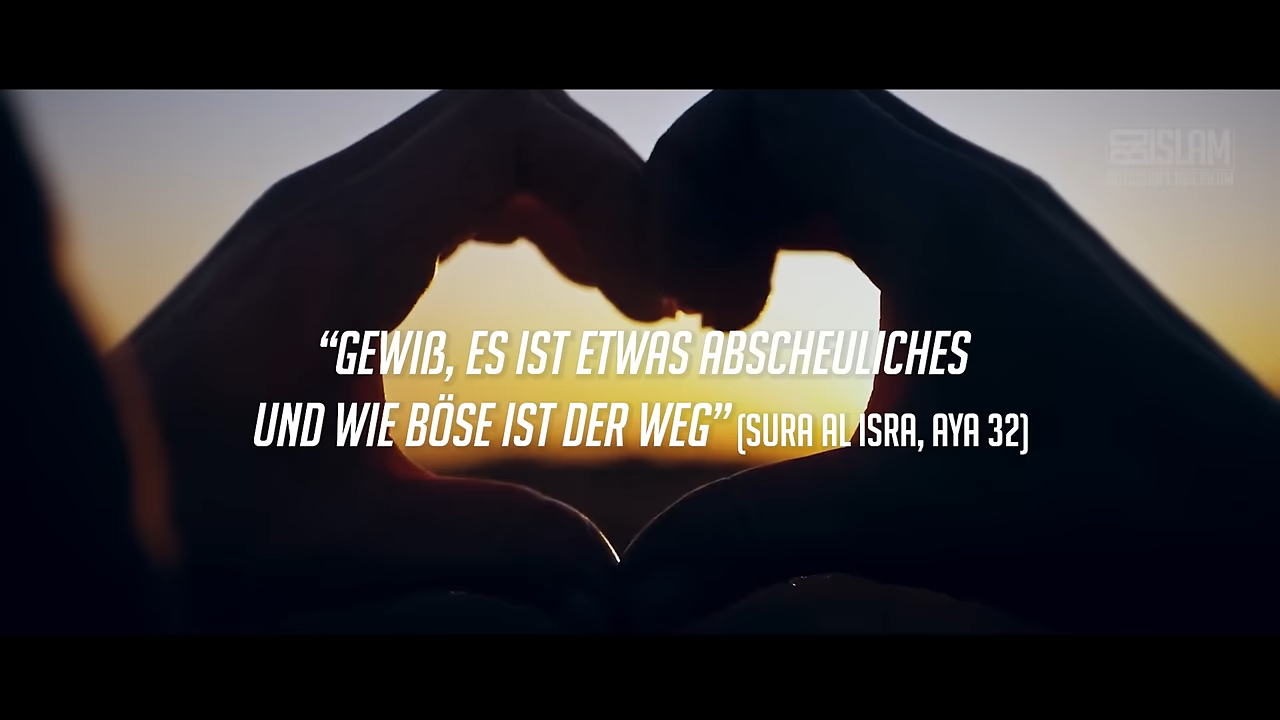 ISLAM
“GEWIß, ES IST ETWAS ABSCHEULICHES
UND WIE BÖSE IST DER WEG” (SURA AL ISRA, AYA 32)